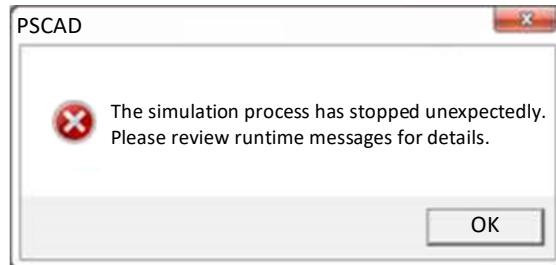 PSCAD
The simulation process has stopped unexpectedly.
Please review runtime messages for details.
OK